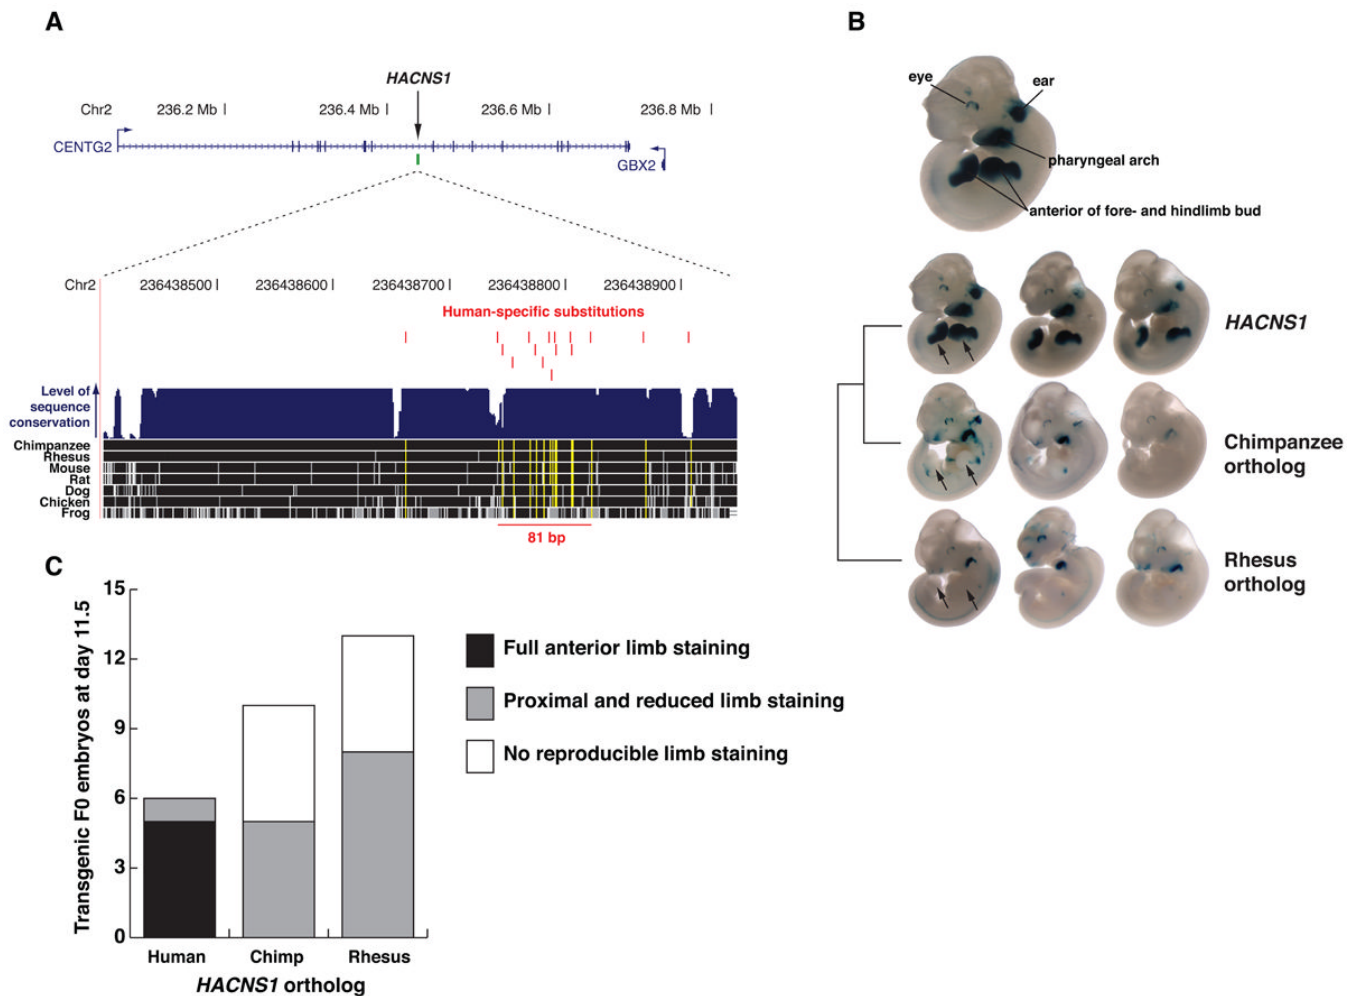 A
HACNS1
Chr2 236.2 Mb 236.4 Mb 236.6 Mb 236.8 Mb
CENTG2
GBX2
Chr2 236438500 236438600 236438700 236438800 236438900
Human-specific substitutions
Level of
sequence
conservation
Chimpanzee
Rhesus
Mouse
Rat
Dog
Chicken
Frog
81 bp
B
eye
ear
pharyngeal arch
anterior of fore- and hindlimb bud
HACNS1
Chimpanzee
ortholog
Rhesus
ortholog
C
Transgenic F0 embryos at day 11.5
15
12
9
6
3
0
Human Chimp Rhesus
HACNS1 ortholog
Full anterior limb staining
Proximal and reduced limb staining
No reproducible limb staining